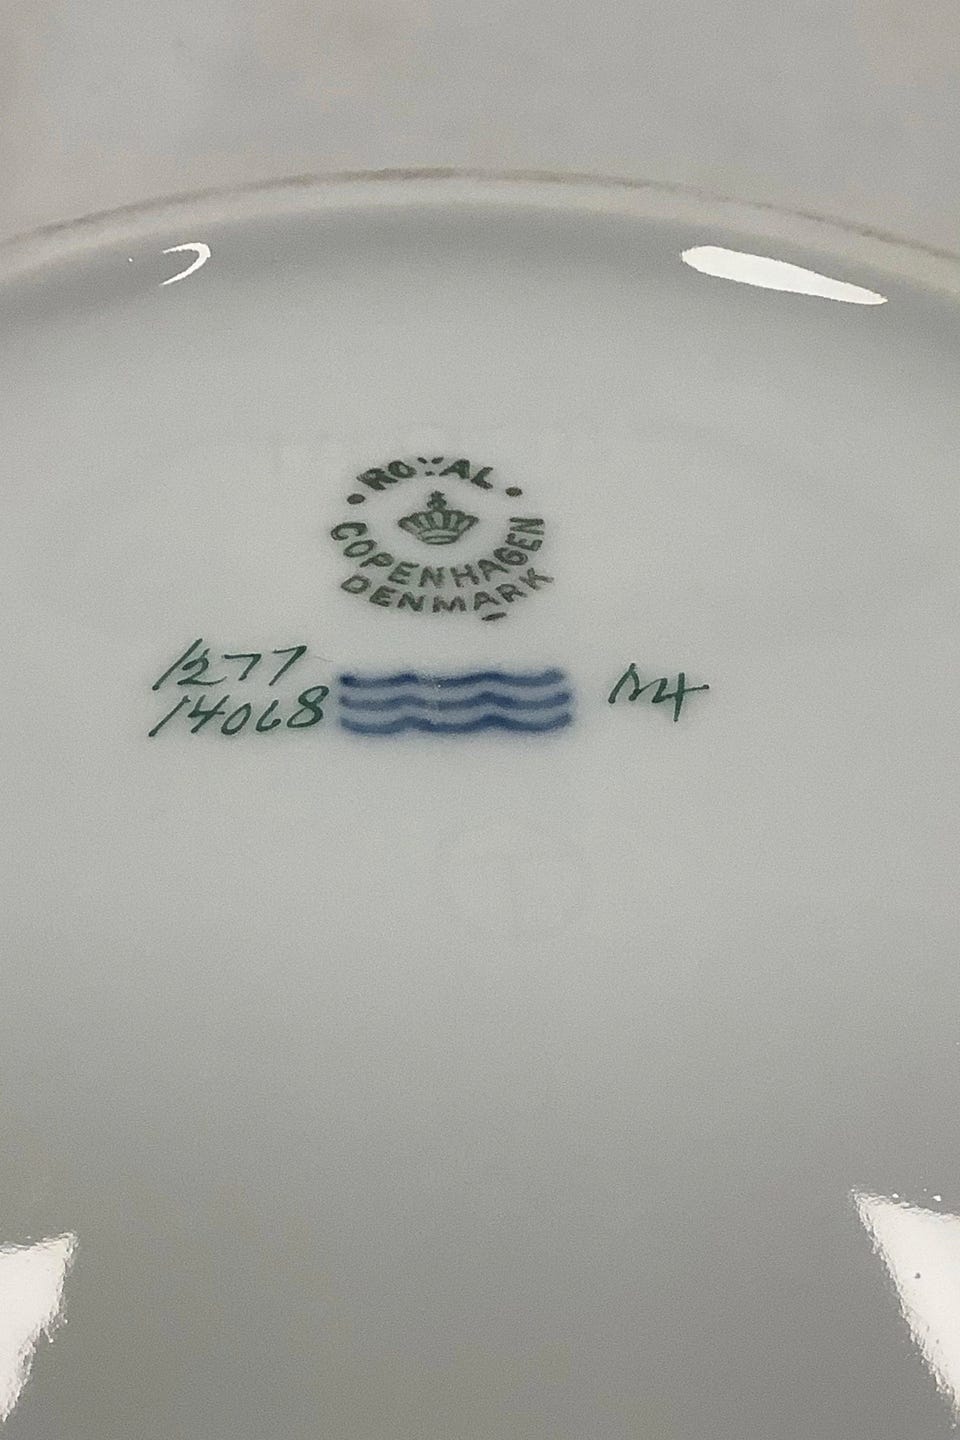 ROYAL
COPENHAGEN
DENMARK
1277
14068